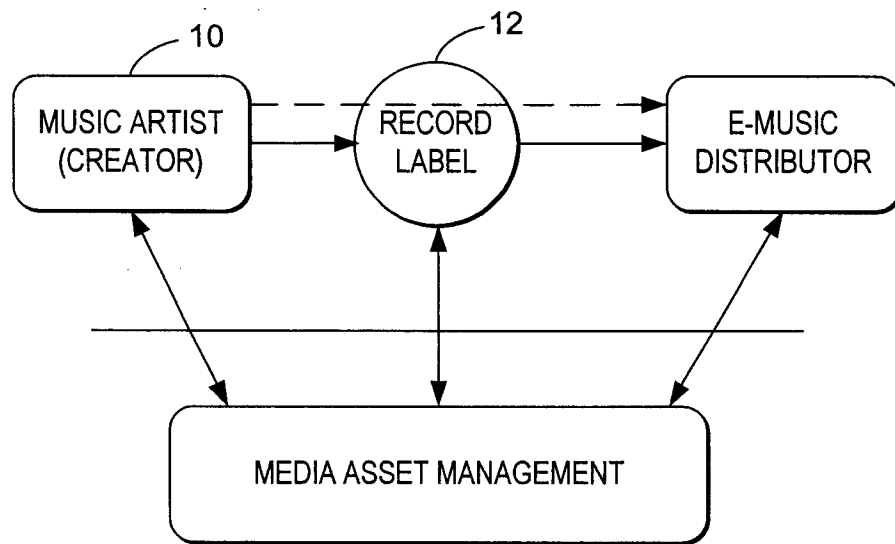 10
12
MUSIC ARTIST
(CREATOR)
RECORD
LABEL
E-MUSIC
DISTRIBUTOR
MEDIA ASSET MANAGEMENT